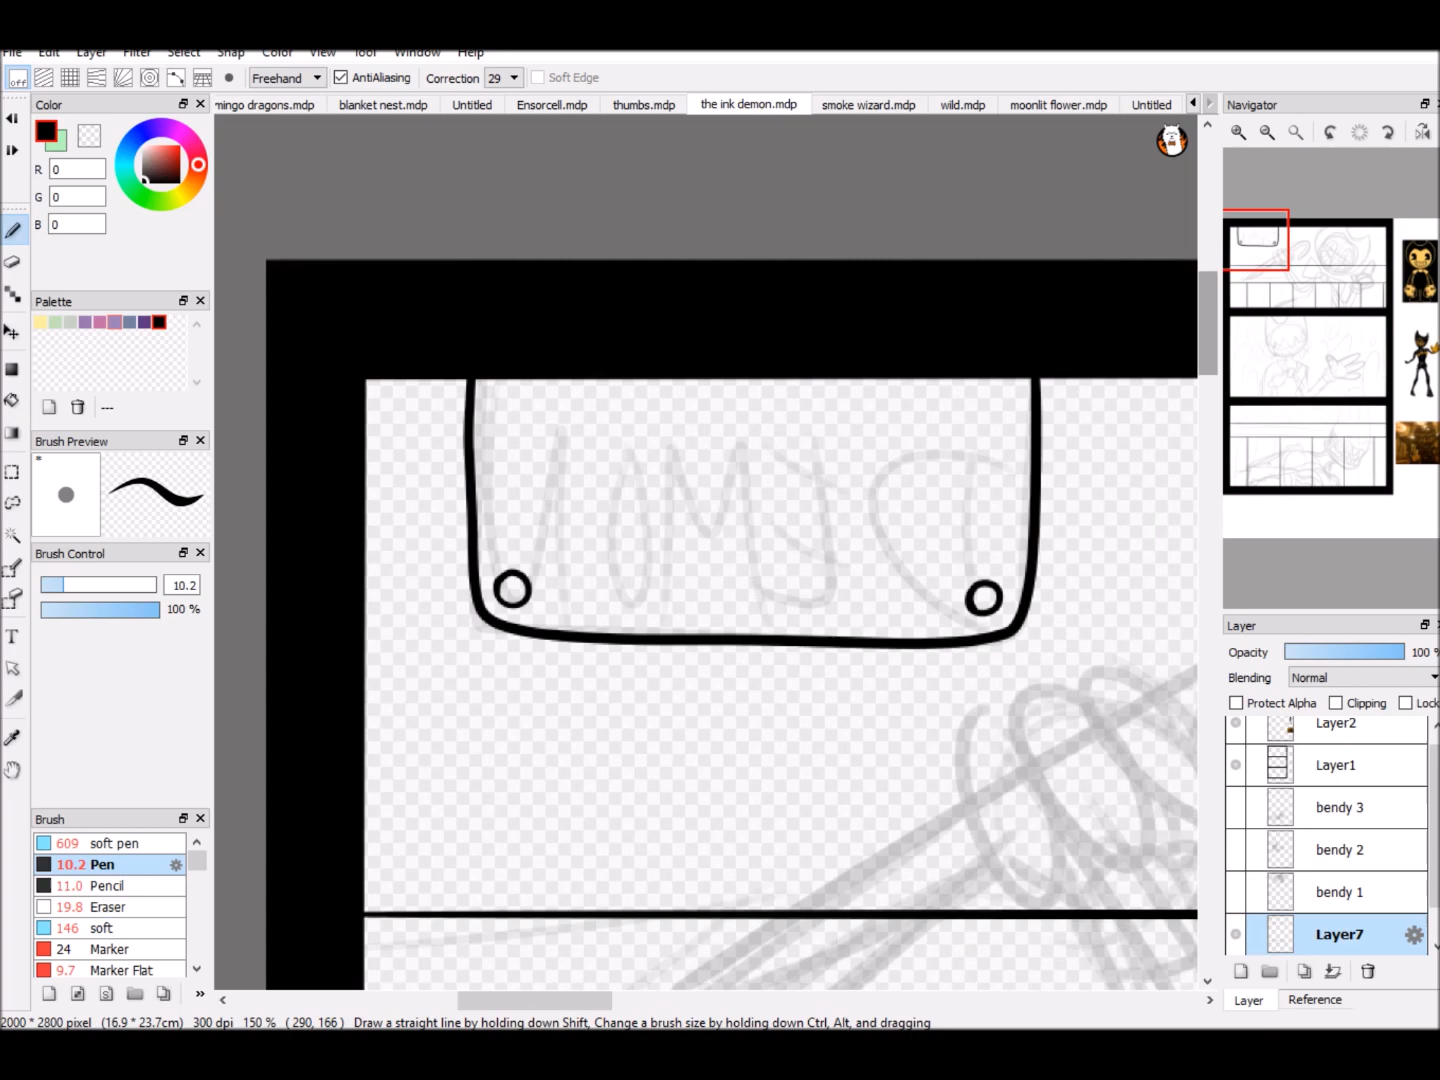 File Edit Layer Filter Select Snap Color View Tool Window Help
off Freehand AntiAliasing Correction 29 Soft Edge
Color
mingo dragons.mdp blanket nest.mdp Untitled Ensorcell.mdp thumbs.mdp the ink demon.mdp smoke wizard.mdp wild.mdp moonlit flower.mdp Untitled
Navigator
R 0
G 0
B 0
Palette
---
Brush Preview
*
Brush Control
10.2
100 %
Brush
609 soft pen
10.2 Pen
11.0 Pencil
19.8 Eraser
146 soft
24 Marker
9.7 Marker Flat
Layer
Opacity 100 %
Blending Normal
Protect Alpha Clipping Lock
Layer2
Layer1
bendy 3
bendy 2
bendy 1
Layer7
Layer Reference
2000 * 2800 pixel (16.9 * 23.7cm) 300 dpi 150 % ( 290, 166 ) Draw a straight line by holding down Shift, Change a brush size by holding down Ctrl, Alt, and dragging